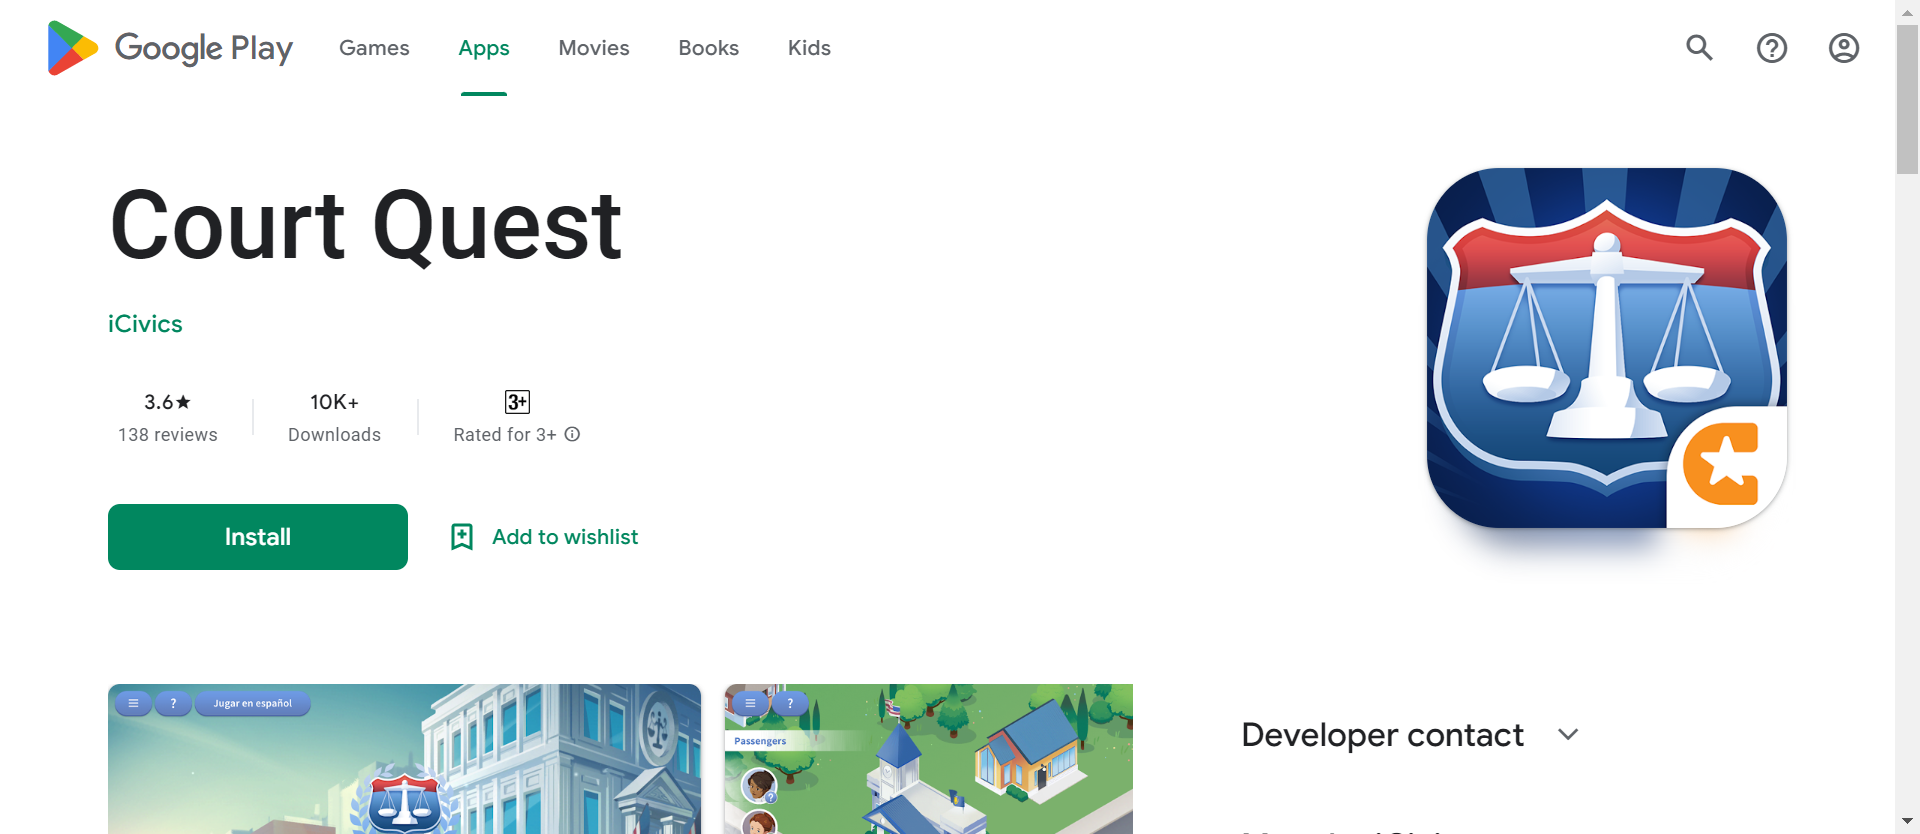 Google Play
Games
Apps
Movies
Books
Kids
Court Quest
iCivics
3.6★
138 reviews
10K+
Downloads
3+
Rated for 3+
Install
Add to wishlist
? Jugar en español
?
Passengers
?
Developer contact